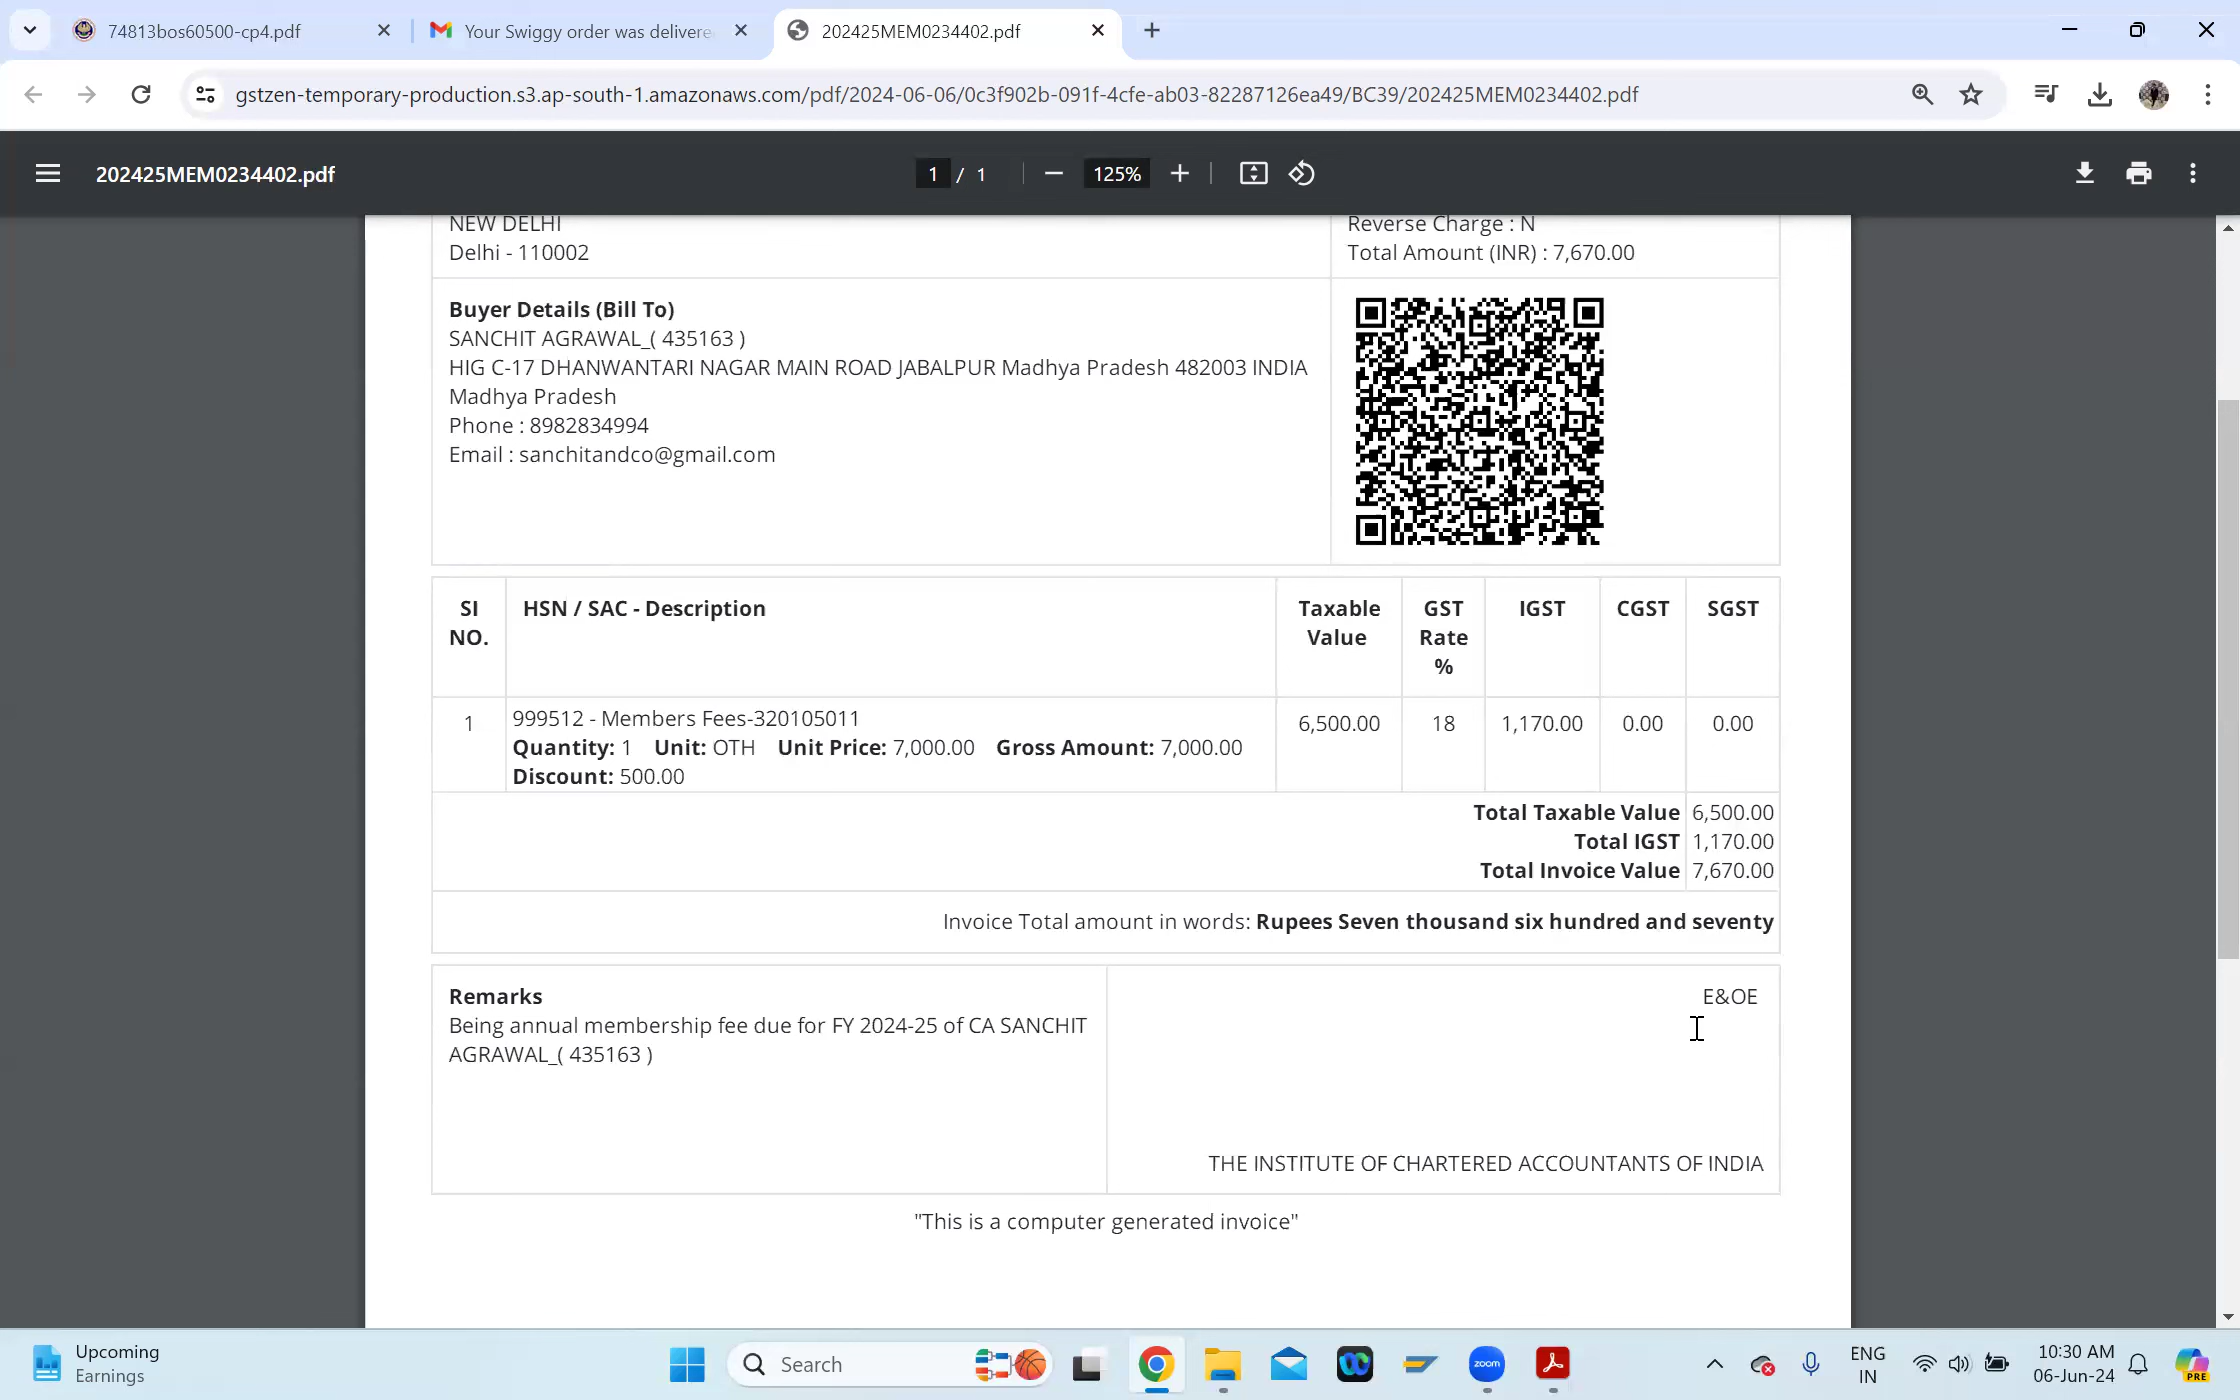 74813bos60500-cp4.pdf
Your Swiggy order was delivere
202425MEM0234402.pdf
gstzen-temporary-production.s3.ap-south-1.amazonaws.com/pdf/2024-06-06/0c3f902b-091f-4cfe-ab03-82287126ea49/BC39/202425MEM0234402.pdf
202425MEM0234402.pdf
1 / 1
125%
NEW DELHI
Delhi - 110002
Reverse Charge : N
Total Amount (INR) : 7,670.00
Buyer Details (Bill To)
SANCHIT AGRAWAL_( 435163 )
HIG C-17 DHANWANTARI NAGAR MAIN ROAD JABALPUR Madhya Pradesh 482003 INDIA
Madhya Pradesh
Phone : 8982834994
Email : sanchitandco@gmail.com
SI NO. HSN / SAC - Description Taxable Value GST Rate % IGST CGST SGST
1 999512 - Members Fees-320105011 6,500.00 18 1,170.00 0.00 0.00
Quantity: 1 Unit: OTH Unit Price: 7,000.00 Gross Amount: 7,000.00
Discount: 500.00
Total Taxable Value 6,500.00
Total IGST 1,170.00
Total Invoice Value 7,670.00
Invoice Total amount in words: Rupees Seven thousand six hundred and seventy
Remarks
Being annual membership fee due for FY 2024-25 of CA SANCHIT
AGRAWAL_( 435163 )
E&OE
THE INSTITUTE OF CHARTERED ACCOUNTANTS OF INDIA
"This is a computer generated invoice"
Upcoming
Earnings
Search
zoom
ENG
IN
10:30 AM
06-Jun-24
PRE